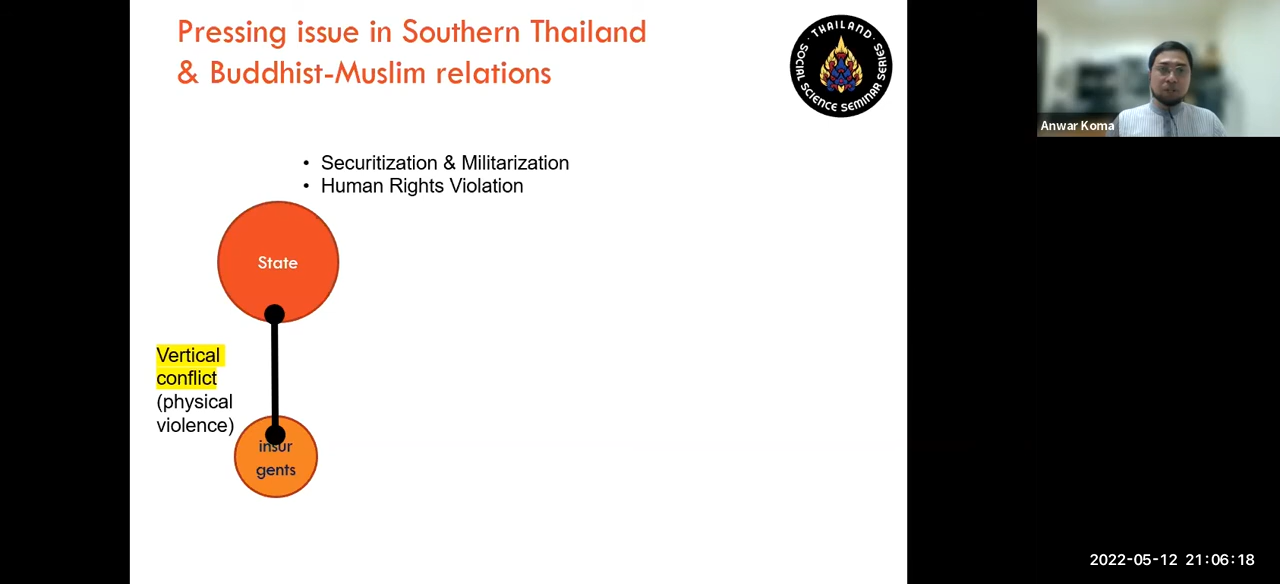 Pressing issue in Southern Thailand
& Buddhist-Muslim relations
THAILAND
SOCIAL SCIENCE SEMINAR SERIES
Anwar Koma
• Securitization & Militarization
• Human Rights Violation
State
Vertical
conflict
(physical
violence)
insur
gents
2022-05-12 21:06:18